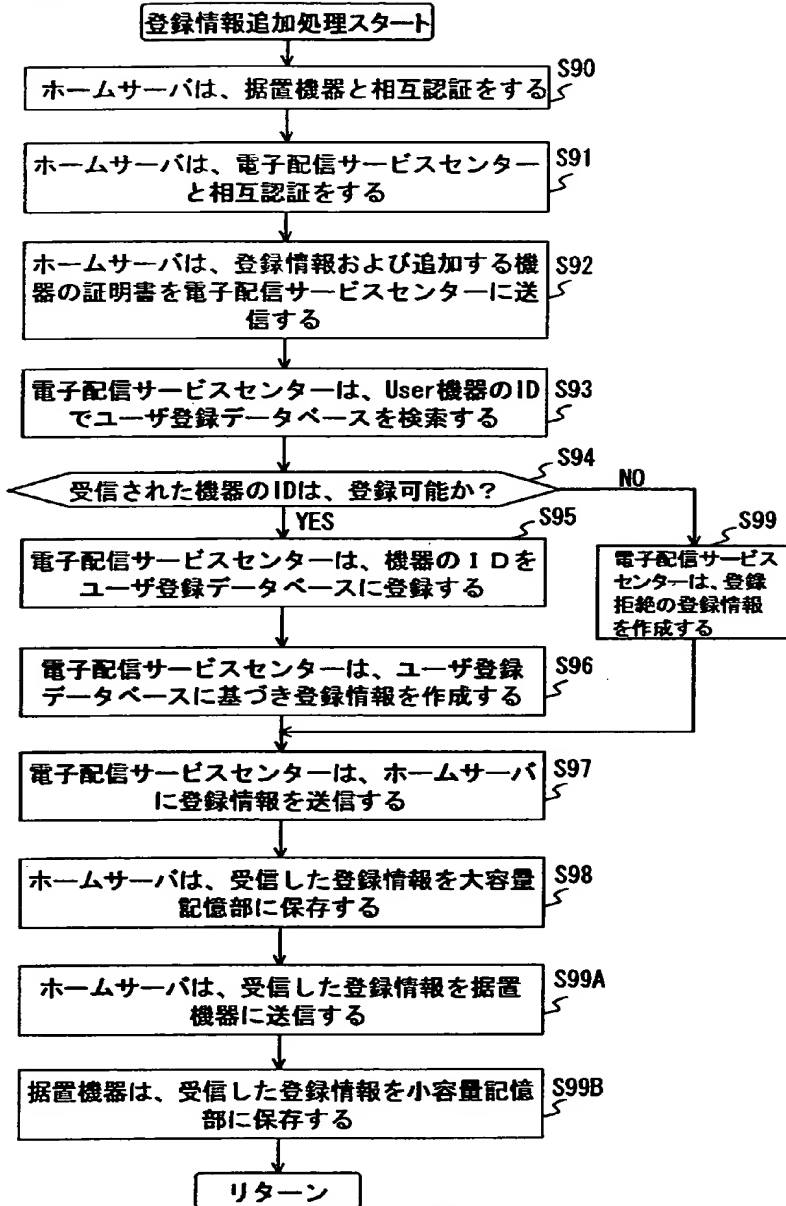 登録情報追加処理スタート
ホームサーバは、据置機器と相互認証をする
S90
ホームサーバは、電子配信サービスセンター
と相互認証をする
S91
ホームサーバは、登録情報および追加する機
器の証明書を電子配信サービスセンターに送
信する
S92
電子配信サービスセンターは、User機器のID
でユーザ登録データベースを検索する
S93
受信された機器のIDは、登録可能か？
S94
NO
YES
S95
電子配信サービスセンターは、機器のＩＤを
ユーザ登録データベースに登録する
S99
電子配信サービス
センターは、登録
拒絶の登録情報
を作成する
電子配信サービスセンターは、ユーザ登録
データベースに基づき登録情報を作成する
S96
電子配信サービスセンターは、ホームサーバ
に登録情報を送信する
S97
ホームサーバは、受信した登録情報を大容量
記憶部に保存する
S98
ホームサーバは、受信した登録情報を据置
機器に送信する
S99A
据置機器は、受信した登録情報を小容量記憶
部に保存する
S99B
リターン